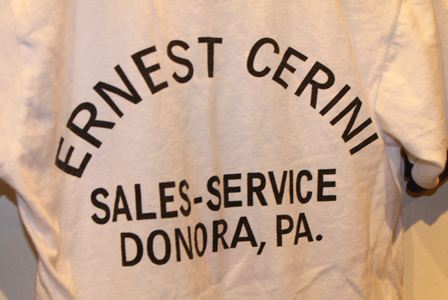 ERNEST CERINI
SALES-SERVICE
DONORA, PA.